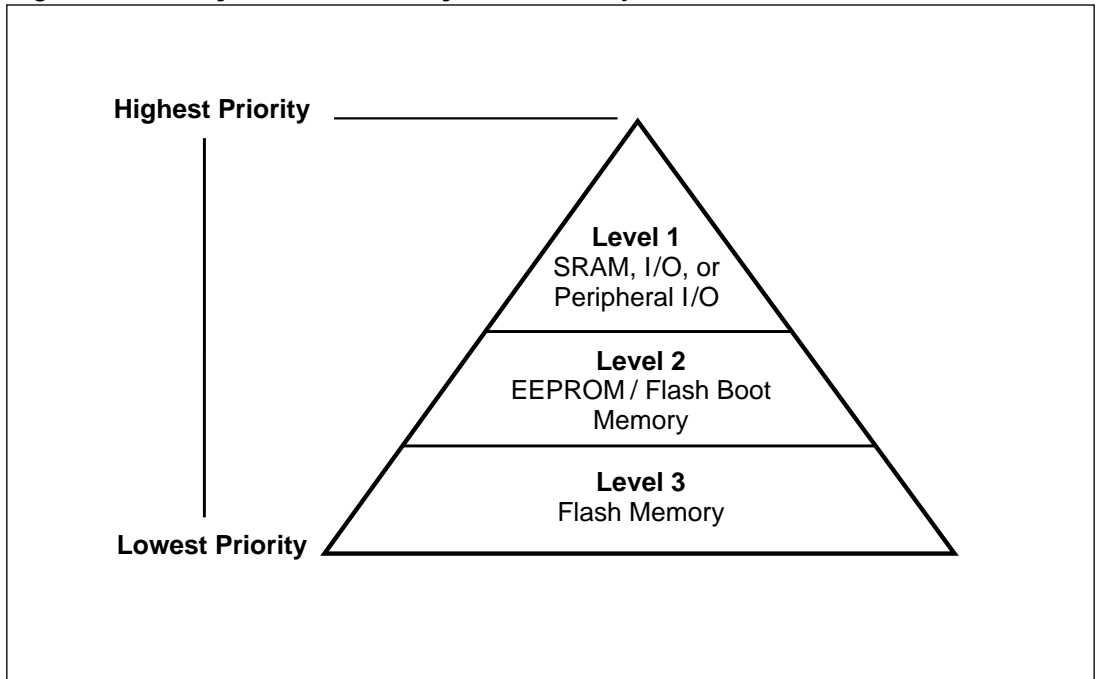 Highest Priority
Level 1
SRAM, I/O, or
Peripheral I/O
Level 2
EEPROM / Flash Boot
Memory
Level 3
Flash Memory
Lowest Priority